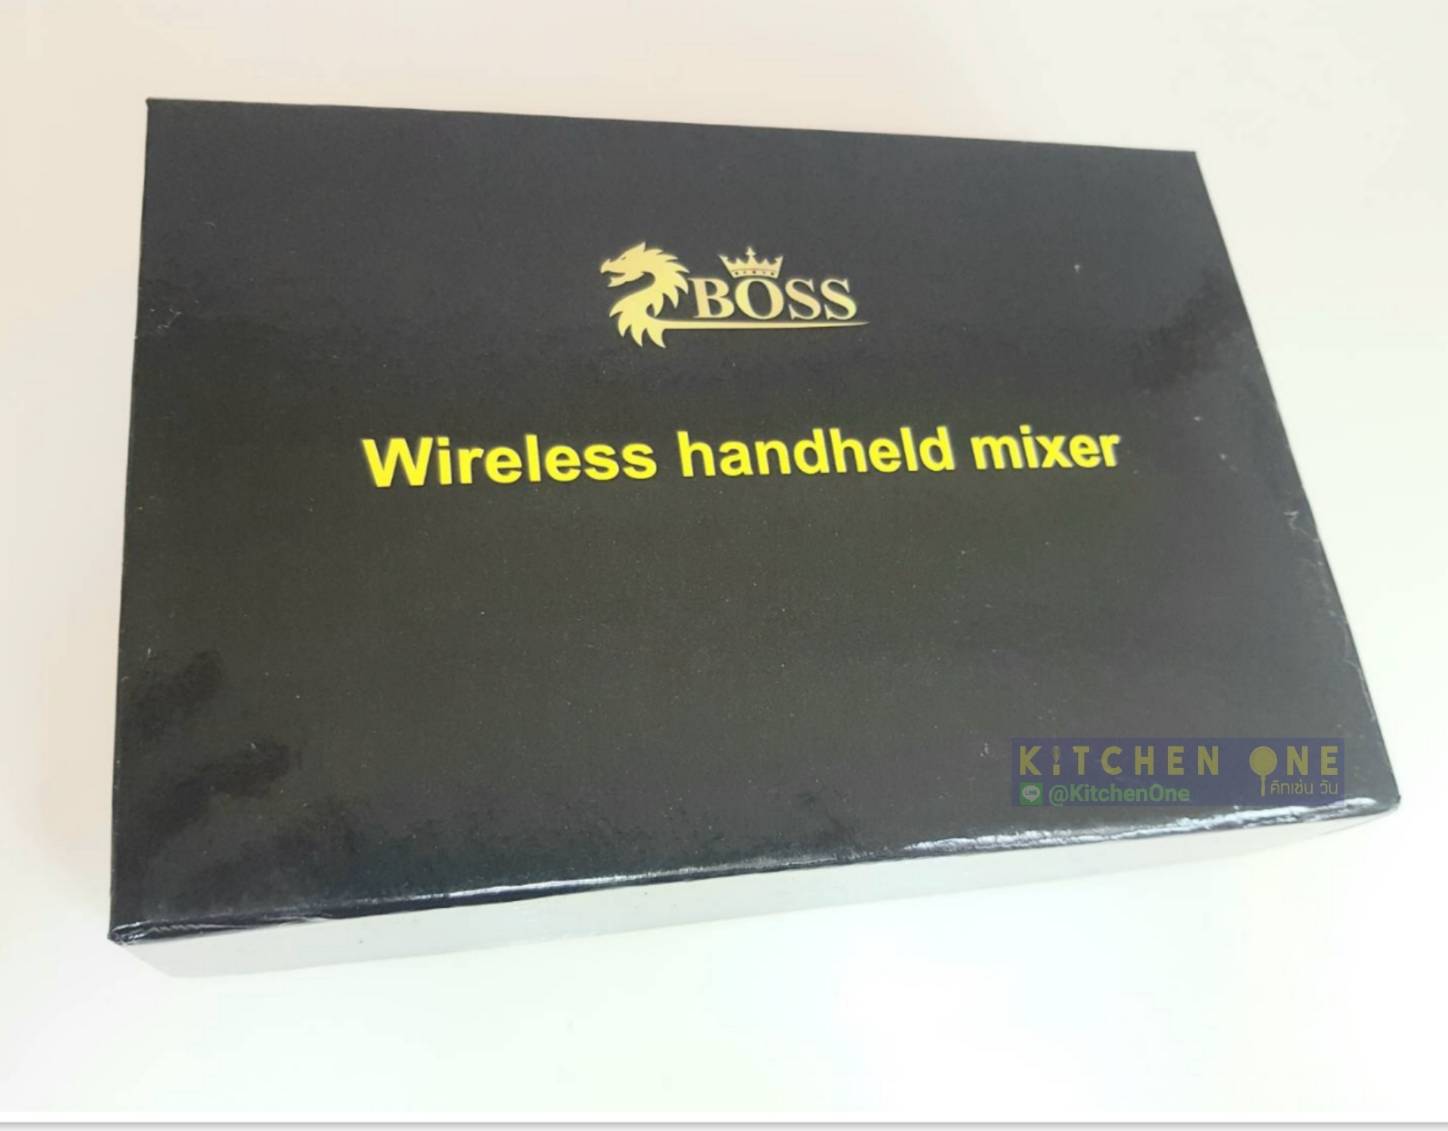 BOSS
Wireless handheld mixer
KITCHEN ONE
คิทเช่น วัน
@KitchenOne